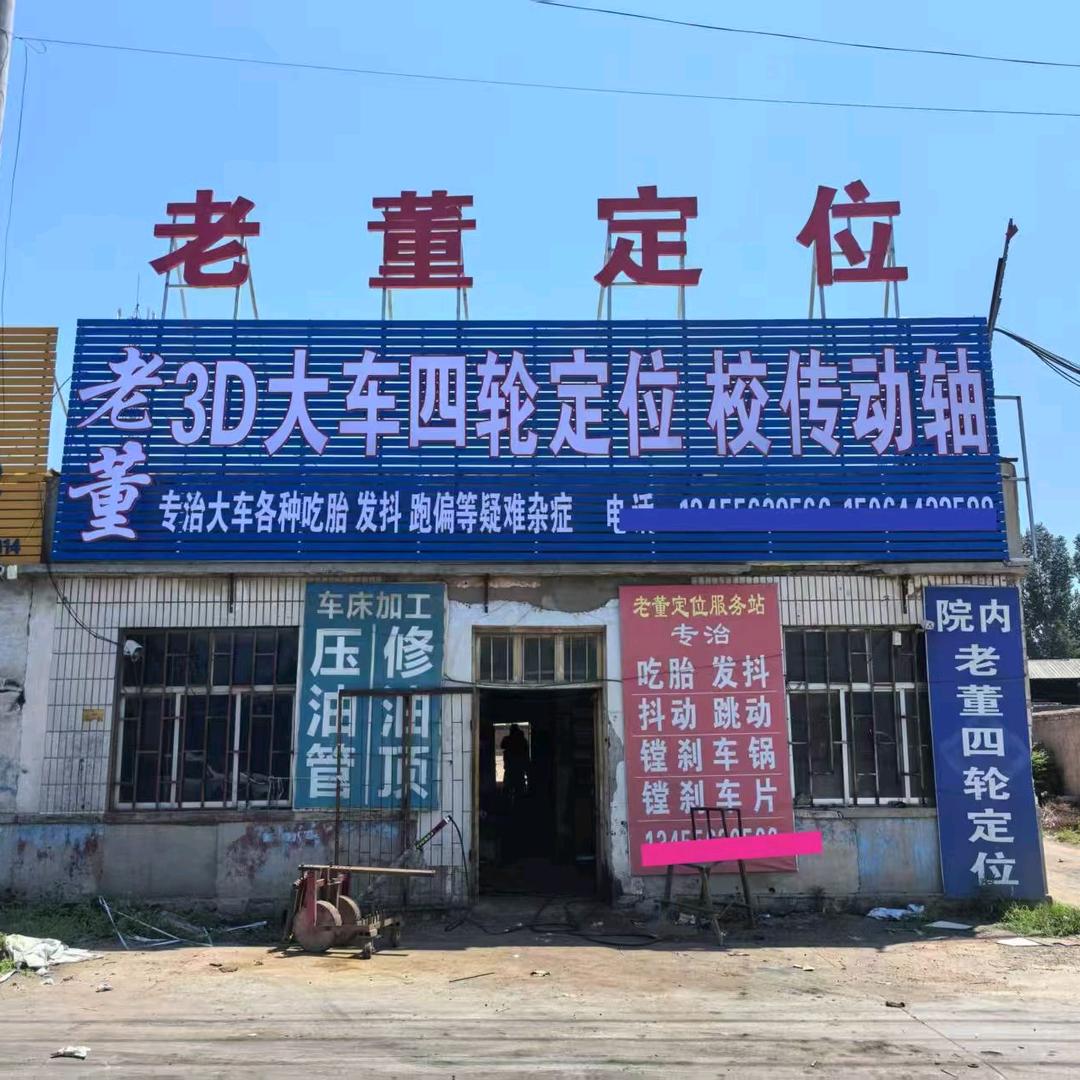 老董定位
老董
3D大车四轮定位 校传动轴
专治大车各种吃胎 发抖 跑偏等疑难杂症
车床加工
压油管
修油顶
老董定位服务站
专治
吃胎 发抖
抖动 跳动
镗刹车锅
镗刹车片
院内
老董四轮定位